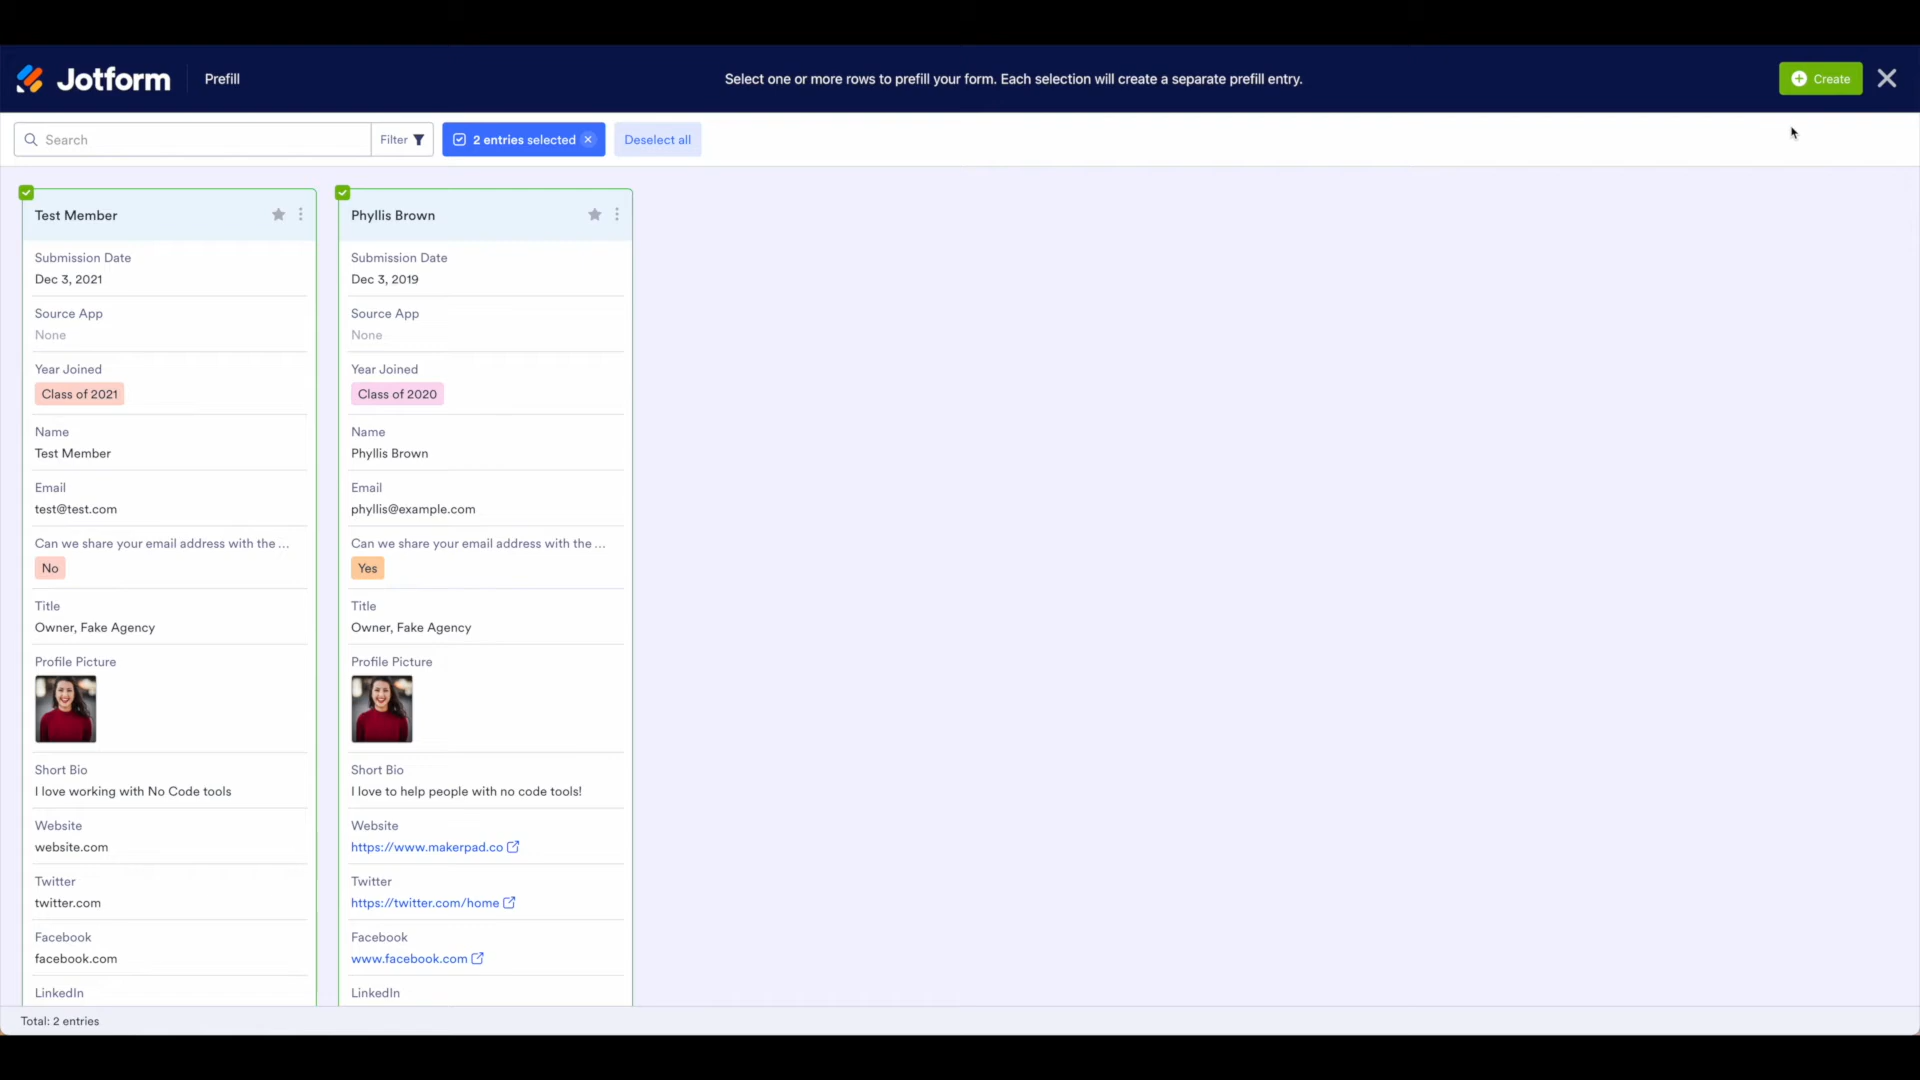 Jotform
Prefill
Select one or more rows to prefill your form. Each selection will create a separate prefill entry.
Create
Search
Filter
2 entries selected
Deselect all
Test Member
Submission Date
Dec 3, 2021
Source App
None
Year Joined
Class of 2021
Name
Test Member
Email
test@test.com
Can we share your email address with the ...
No
Title
Owner, Fake Agency
Profile Picture
Short Bio
I love working with No Code tools
Website
website.com
Twitter
twitter.com
Facebook
facebook.com
LinkedIn
Phyllis Brown
Submission Date
Dec 3, 2019
Source App
None
Year Joined
Class of 2020
Name
Phyllis Brown
Email
phyllis@example.com
Can we share your email address with the ...
Yes
Title
Owner, Fake Agency
Profile Picture
Short Bio
I love to help people with no code tools!
Website
https://www.makerpad.co
Twitter
https://twitter.com/home
Facebook
www.facebook.com
LinkedIn
Total: 2 entries